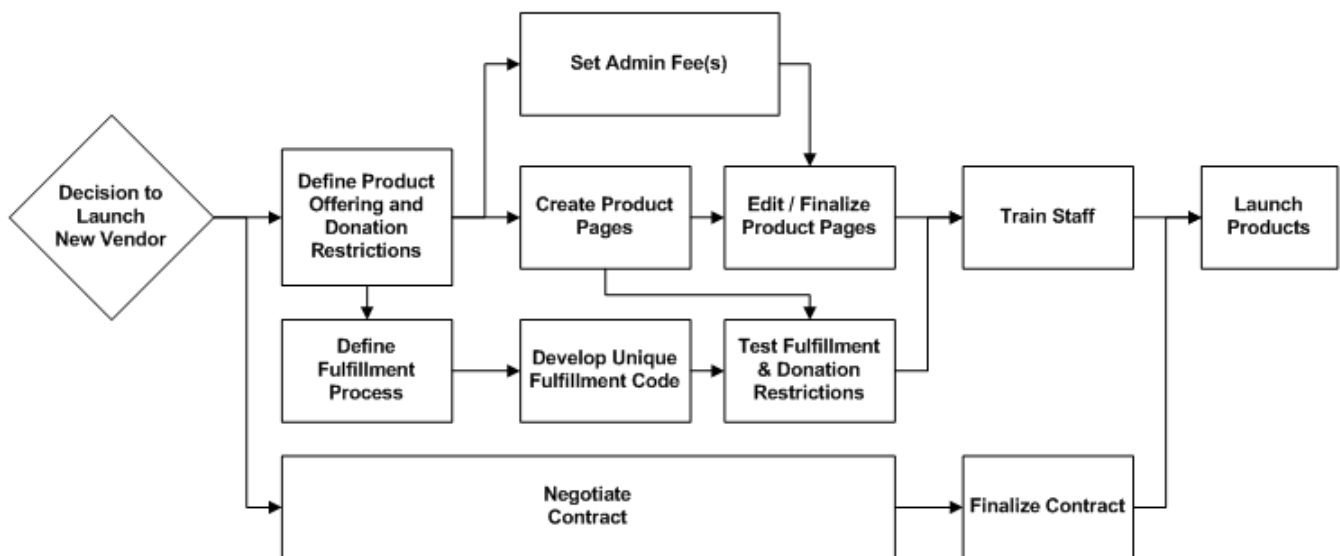 Set Admin Fee(s)
Decision to
Launch
New Vendor
Define Product
Offering and
Donation
Restrictions
Create Product
Pages
Edit / Finalize
Product Pages
Train Staff
Launch
Products
Define
Fulfillment
Process
Develop Unique
Fulfillment Code
Test Fulfillment
& Donation
Restrictions
Negotiate
Contract
Finalize Contract